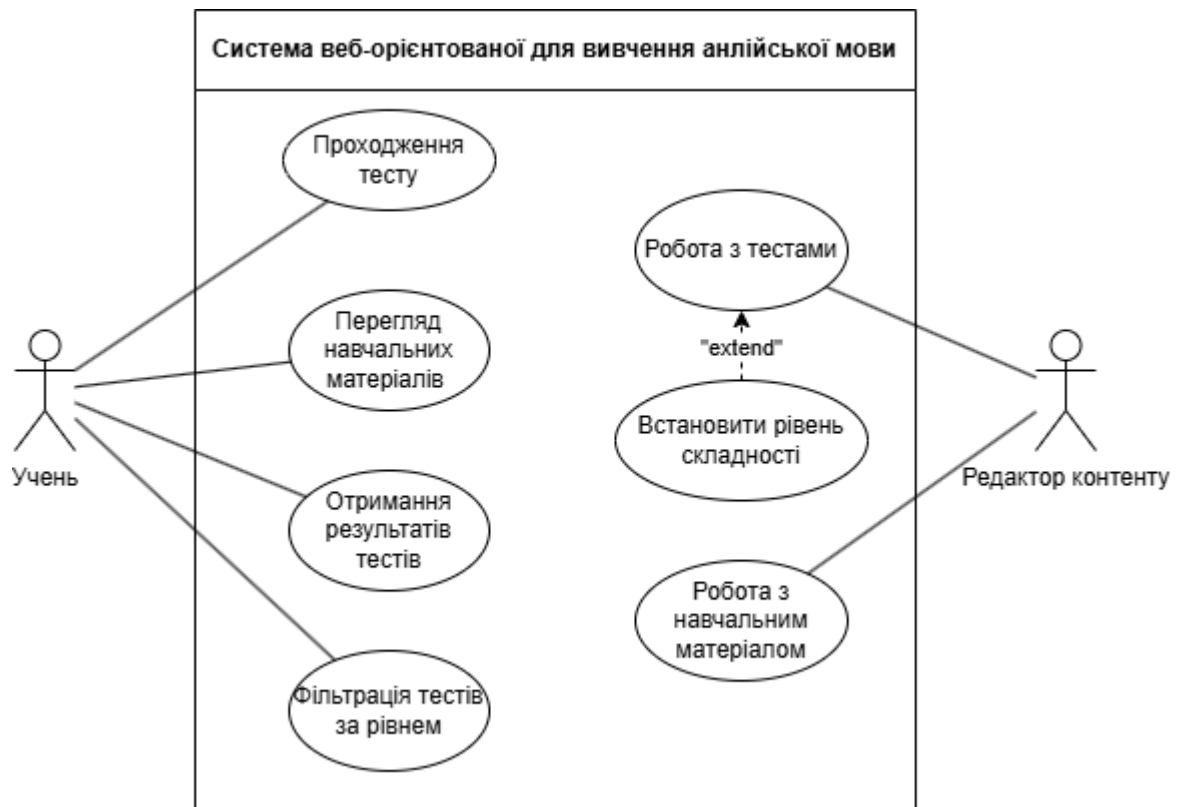 Система веб-орієнтованої для вивчення анлійської мови
Проходження
тесту
Робота з тестами
Перегляд
навчальних
матеріалів
"extend"
Встановити рівень
складності
Учень
Редактор контенту
Отримання
результатів
тестів
Робота з
навчальним
матеріалом
Фільтрація тестів
за рівнем